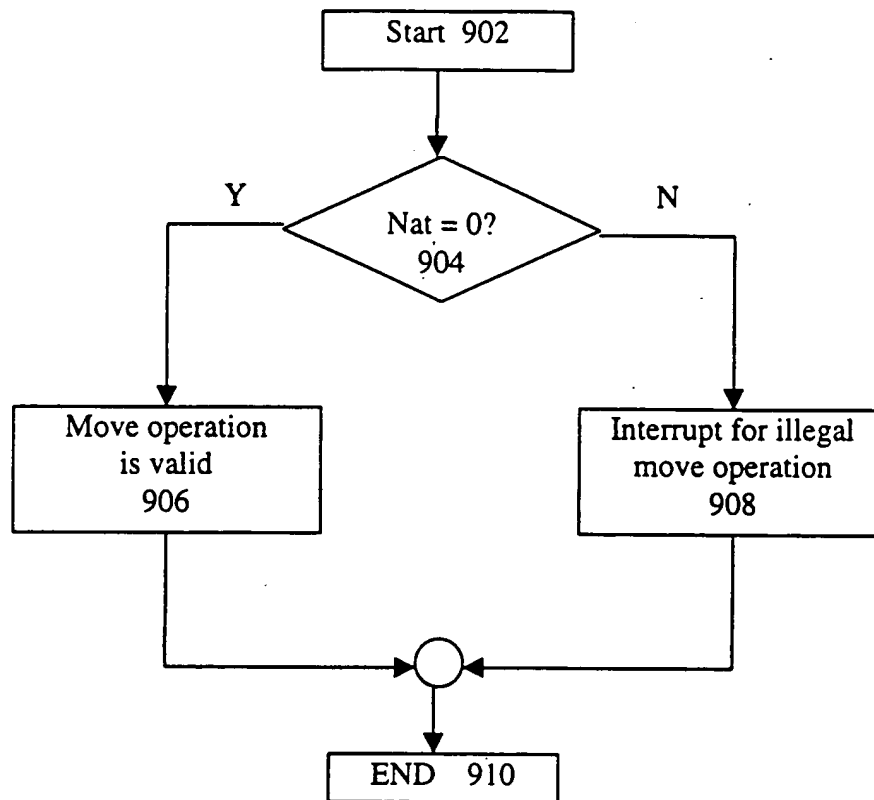 Start 902
Y
N
Nat = 0?
904
Move operation
is valid
906
Interrupt for illegal
move operation
908
END 910